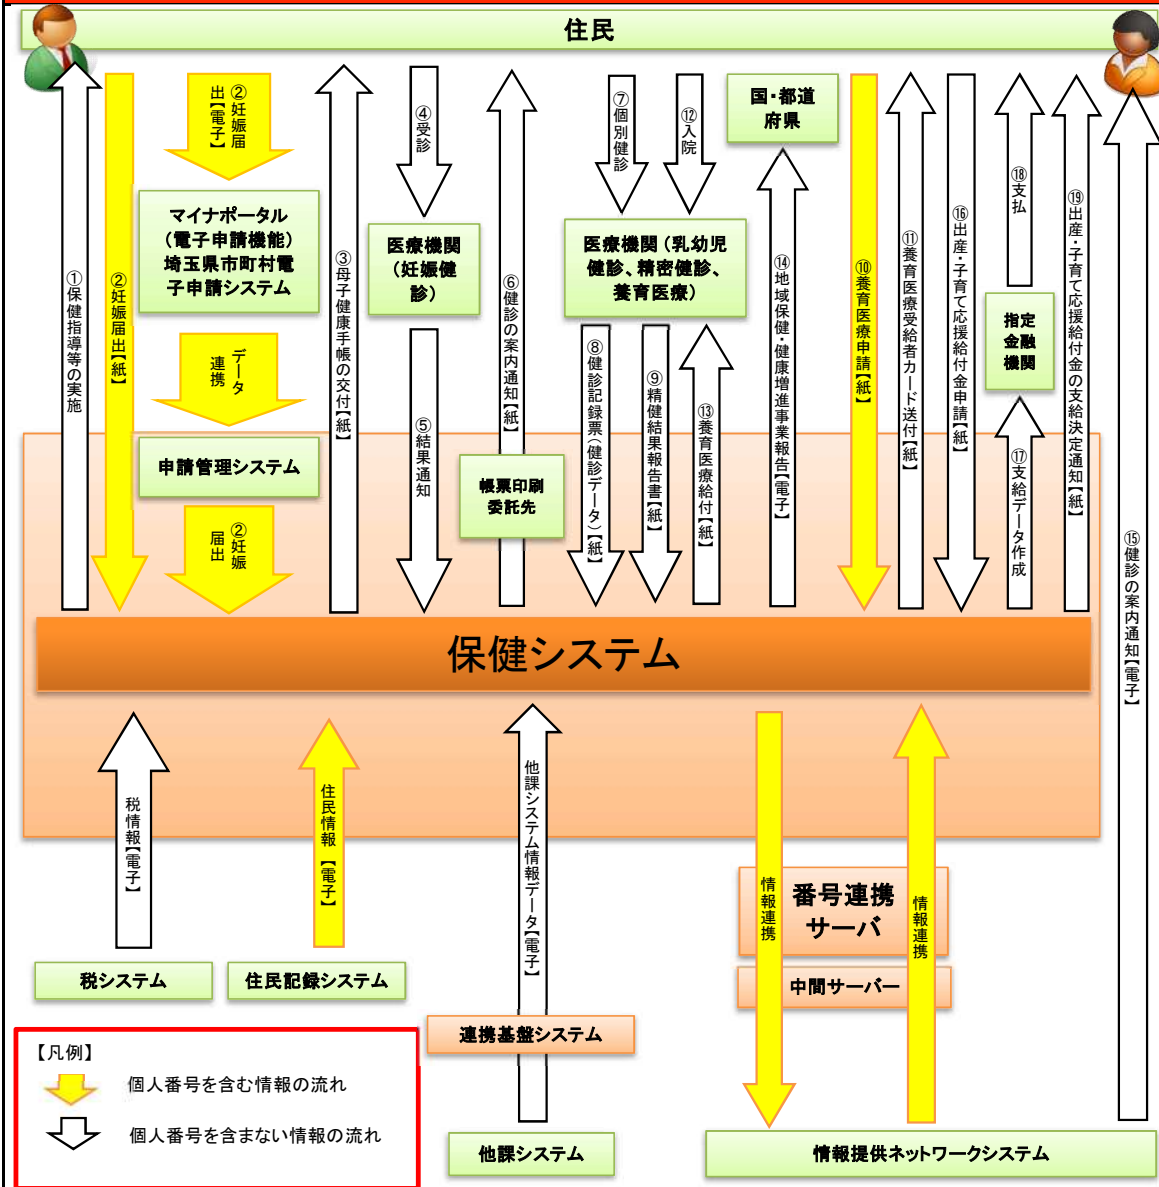 住民
①保健指導等の実施
②妊娠届出【紙】
②妊娠届
出【電子】
マイナポータル
（電子申請機能）
埼玉県市町村電
子申請システム
データ
連携
申請管理システム
②妊娠
届出
③母子健康手帳の交付【紙】
④受診
医療機関
（妊娠健
診）
⑤結果通知
⑥健診の案内通知【紙】
帳票印刷
委託先
⑦個別健診
⑫入院
医療機関（乳幼児
健診、精密健診、
養育医療）
⑧健診記録票（健診データ）【紙】
⑨精健結果報告書【紙】
⑬養育医療給付【紙】
国・都道
府県
⑭地域保健・健康増進事業報告【電子】
⑩養育医療申請【紙】
⑪養育医療受給者カード送付【紙】
⑯出産・子育て応援給付金申請【紙】
⑱支払
指定
金融
機関
⑰支給データ作成
⑲出産・子育て応援給付金の支給決定通知【紙】
⑮健診の案内通知【電子】
保健システム
税情報【電子】
住民情報 【電子】
他課システム情報データ【電子】
情報連携
番号連携
サーバ
情報連携
中間サーバー
税システム
住民記録システム
連携基盤システム
他課システム
情報提供ネットワークシステム
【凡例】
個人番号を含む情報の流れ
個人番号を含まない情報の流れ